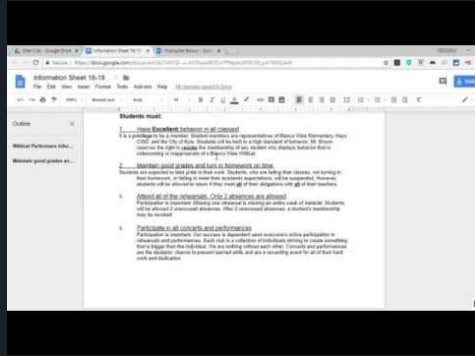 Information Sheet 18-19
File Edit View Insert Format Tools Add-ons Help
Outline
Wildcat Performers Infor...
Maintain good grades an...
Students must:
1. Have Excellent behavior in all classes!
It is a privilege to be a member. Student members are representatives of Blanco Vista Elementary, Hays
CISD, and the City of Kyle. Students will be held to a high standard of behavior. Mr. Brown
reserves the right to revoke the membership of any student who displays behavior that is
unbecoming or inappropriate of a Blanco Vista Wildcat.
2. Maintain good grades and turn in homework on time.
Students are expected to take pride in their work. Students, who are failing their classes, not turning in
their homework, or failing to meet their academic expectations, will be suspended. However,
students will be allowed to return if they meet all of their obligations with all of their teachers.
3. Attend all of the rehearsals. Only 2 absences are allowed.
Participation is important. Missing one rehearsal is missing an entire week of material. Students
will be allowed 2 unexcused absences. After 2 unexcused absences, a student's membership
may be revoked.
4. Participate in all concerts and performances
Participation is important. Our success is dependent upon everyone's active participation in
rehearsals and performances. Each club is a collection of individuals striving to create something
that's bigger than the individual. We are nothing without each other. Concerts and performances
are the students' chance to present learned skills and are a rewarding event for all of their hard
work and dedication.